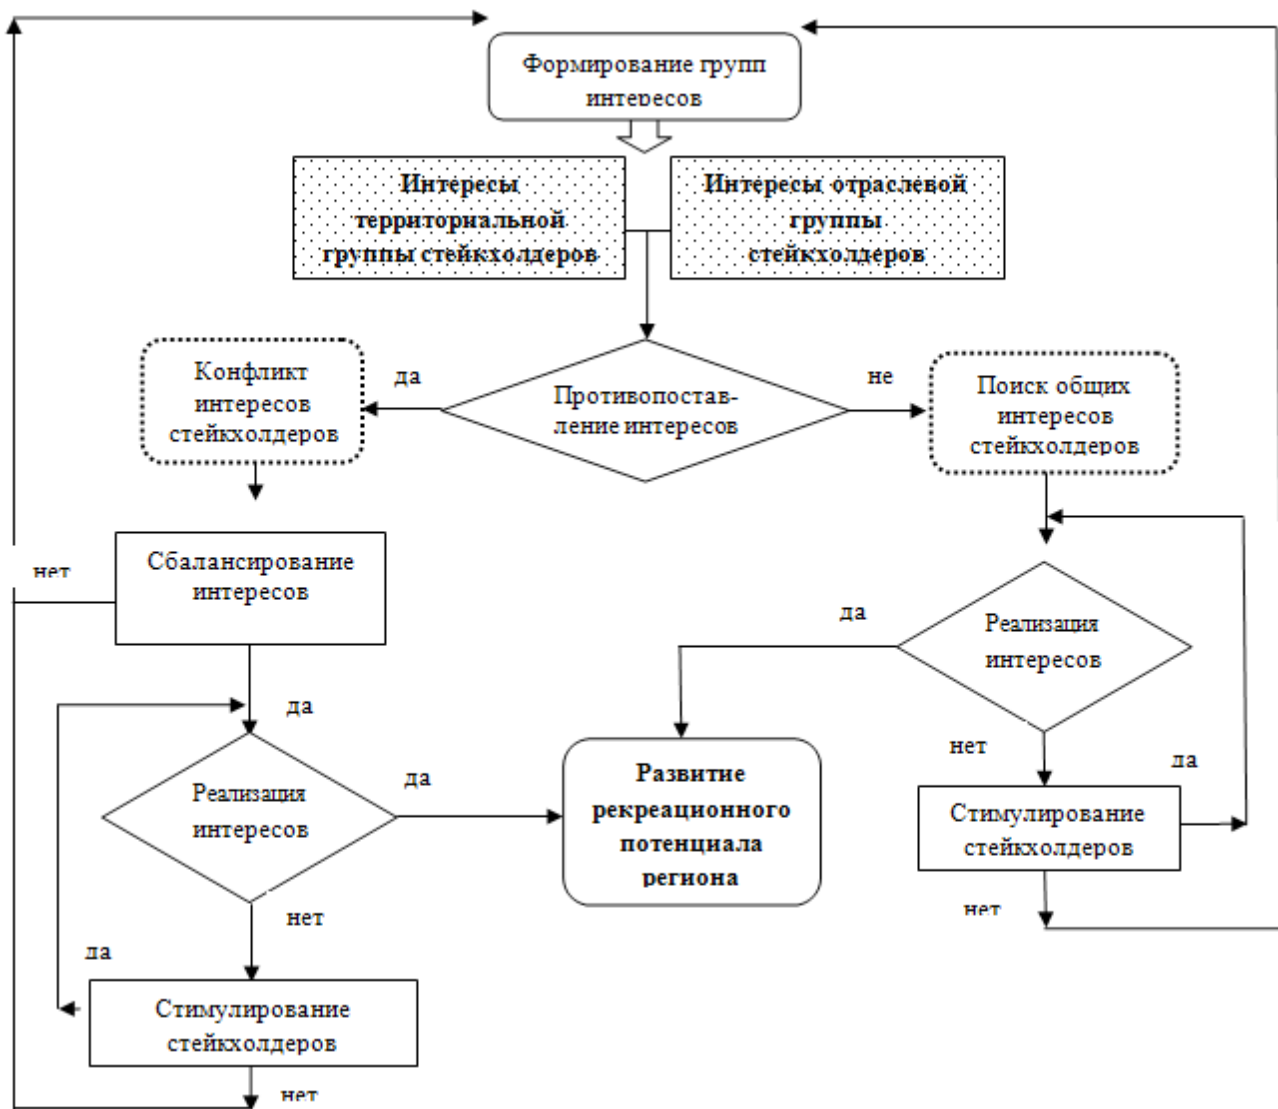 Формирование групп
интересов
Интересы
территориальной
группы стейкхолдеров
Интересы отраслевой
группы
стейкхолдеров
Конфликт
интересов
стейкхолдеров
да
Противопостав-
ление интересов
не
Поиск общих
интересов
стейкхолдеров
нет
Сбалансирование
интересов
да
Реализация
интересов
да
нет
да
Реализация
интересов
да
Развитие
рекреационного
потенциала
региона
Стимулирование
стейкхолдеров
нет
нет
да
Стимулирование
стейкхолдеров
нет